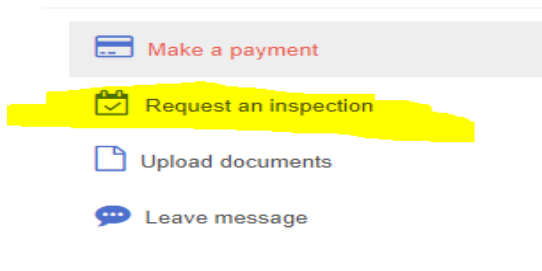 Make a payment
Request an inspection
Upload documents
Leave message